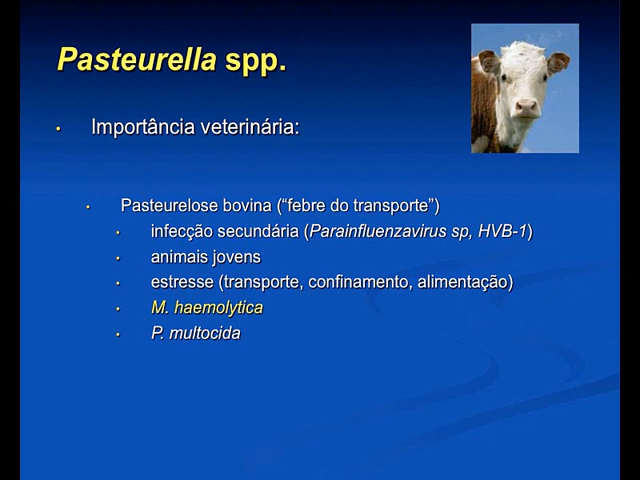 Pasteurella spp.
• Importância veterinária:
• Pasteurelose bovina (“febre do transporte”)
• infecção secundária (Parainfluenzavirus sp, HVB-1)
• animais jovens
• estresse (transporte, confinamento, alimentação)
• M. haemolytica
• P. multocida